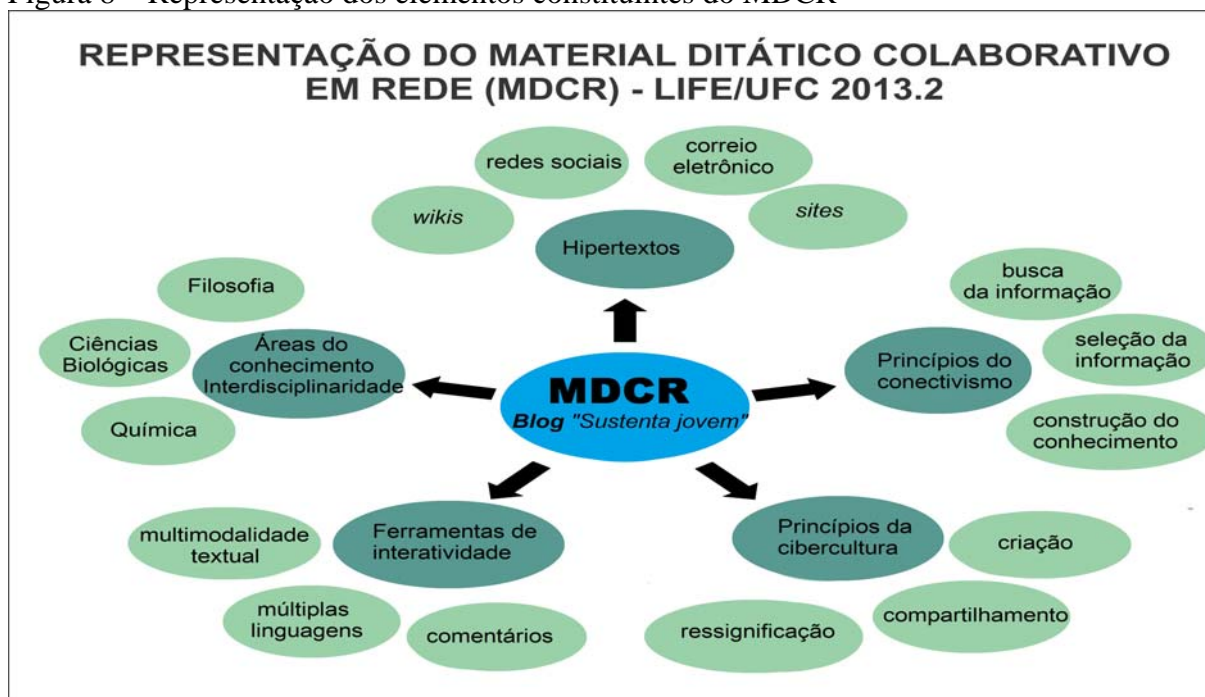 Figura 8 – Representação dos elementos constituintes do MDCR
REPRESENTAÇÃO DO MATERIAL DITÁTICO COLABORATIVO
EM REDE (MDCR) - LIFE/UFC 2013.2
redes sociais
correio
eletrônico
wikis
sites
Hipertextos
Filosofia
Ciências
Biológicas
Áreas do
conhecimento
Interdisciplinaridade
Química
busca
da informação
Princípios do
conectivismo
seleção da
informação
construção do
conhecimento
MDCR
Blog "Sustenta jovem"
multimodalidade
textual
Ferramentas de
interatividade
múltiplas
linguagens
comentários
Princípios da
cibercultura
criação
compartilhamento
ressignificação